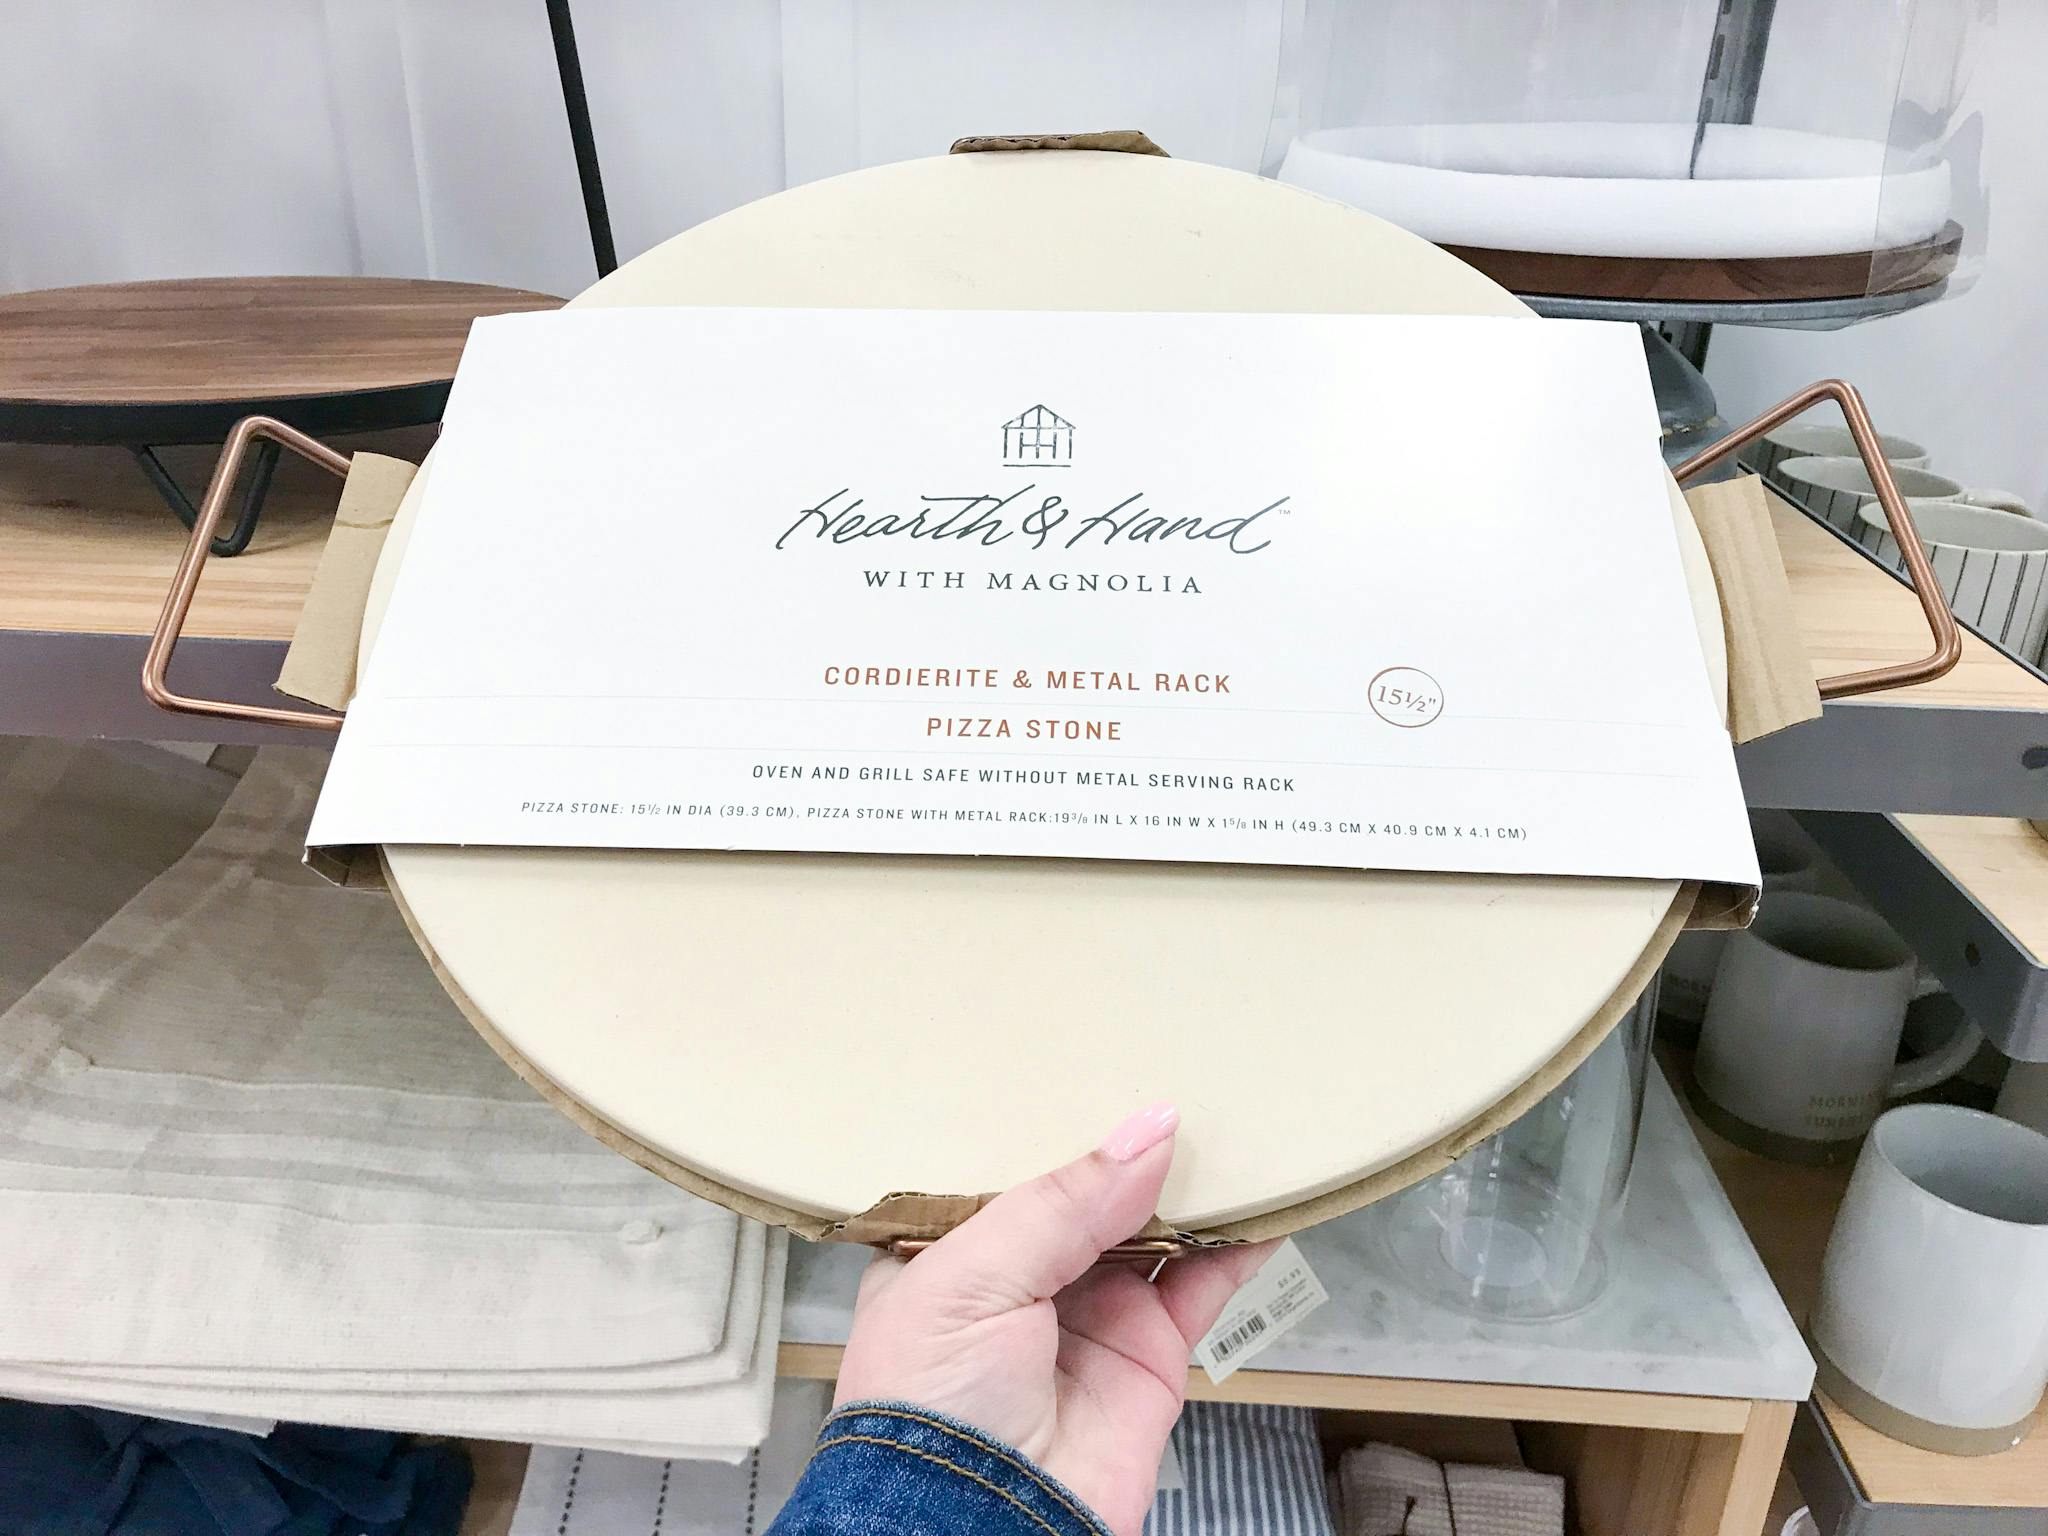 Hearth & Hand™
WITH MAGNOLIA
CORDIERITE & METAL RACK
15½"
PIZZA STONE
OVEN AND GRILL SAFE WITHOUT METAL SERVING RACK
PIZZA STONE: 15½ IN DIA (39.3 CM), PIZZA STONE WITH METAL RACK:19⅜ IN L X 16 IN W X 1⅝ IN H (49.3 CM X 40.9 CM X 4.1 CM)